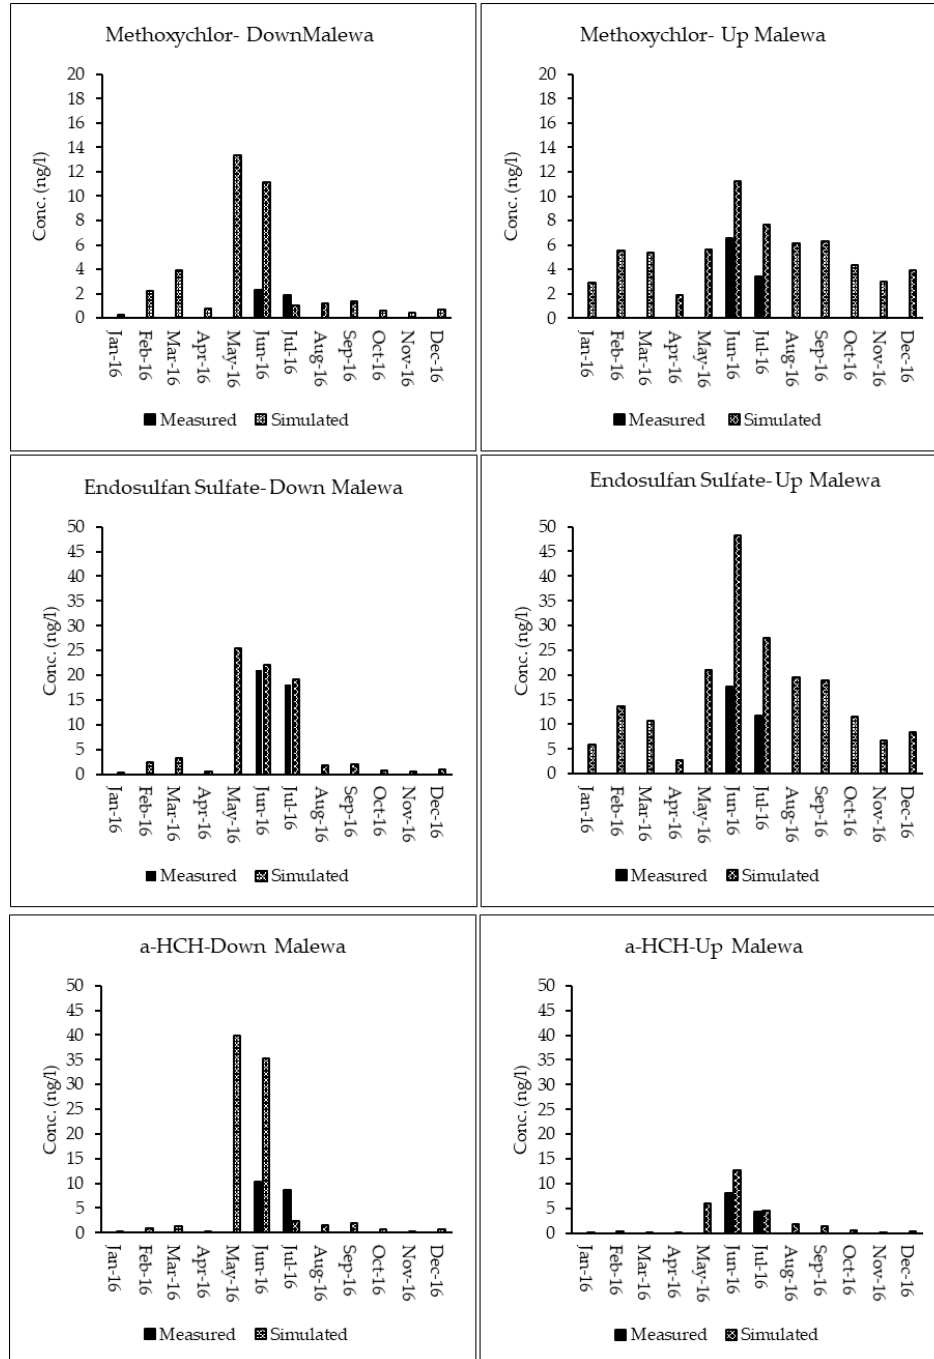 Methoxychlor- DownMalewa
Conc. (ng/l)
20
18
16
14
12
10
8
6
4
2
0
Jan-16
Feb-16
Mar-16
Apr-16
May-16
Jun-16
Jul-16
Aug-16
Sep-16
Oct-16
Nov-16
Dec-16
Measured Simulated
Methoxychlor- Up Malewa
Conc. (ng/l)
20
18
16
14
12
10
8
6
4
2
0
Jan-16
Feb-16
Mar-16
Apr-16
May-16
Jun-16
Jul-16
Aug-16
Sep-16
Oct-16
Nov-16
Dec-16
Measured Simulated
Endosulfan Sulfate- Down Malewa
Conc. (ng/l)
50
45
40
35
30
25
20
15
10
5
0
Jan-16
Feb-16
Mar-16
Apr-16
May-16
Jun-16
Jul-16
Aug-16
Sep-16
Oct-16
Nov-16
Dec-16
Measured Simulated
Endosulfan Sulfate-Up Malewa
Conc. (ng/l)
50
45
40
35
30
25
20
15
10
5
0
Jan-16
Feb-16
Mar-16
Apr-16
May-16
Jun-16
Jul-16
Aug-16
Sep-16
Oct-16
Nov-16
Dec-16
Measured Simulated
a-HCH-Down Malewa
Conc. (ng/l)
50
45
40
35
30
25
20
15
10
5
0
Jan-16
Feb-16
Mar-16
Apr-16
May-16
Jun-16
Jul-16
Aug-16
Sep-16
Oct-16
Nov-16
Dec-16
Measured Simulated
a-HCH-Up Malewa
Conc. (ng/l)
50
45
40
35
30
25
20
15
10
5
0
Jan-16
Feb-16
Mar-16
Apr-16
May-16
Jun-16
Jul-16
Aug-16
Sep-16
Oct-16
Nov-16
Dec-16
Measured Simulated